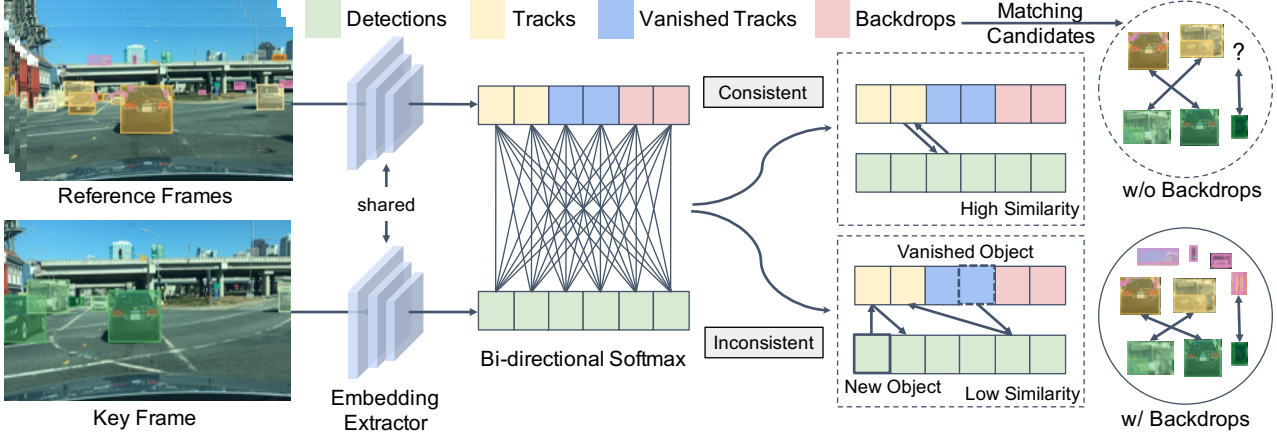 Detections
Tracks
Vanished Tracks
Backdrops
Matching
Candidates
?
Reference Frames
shared
Key Frame
Embedding
Extractor
Bi-directional Softmax
Consistent
Inconsistent
High Similarity
Vanished Object
New Object
Low Similarity
w/o Backdrops
w/ Backdrops